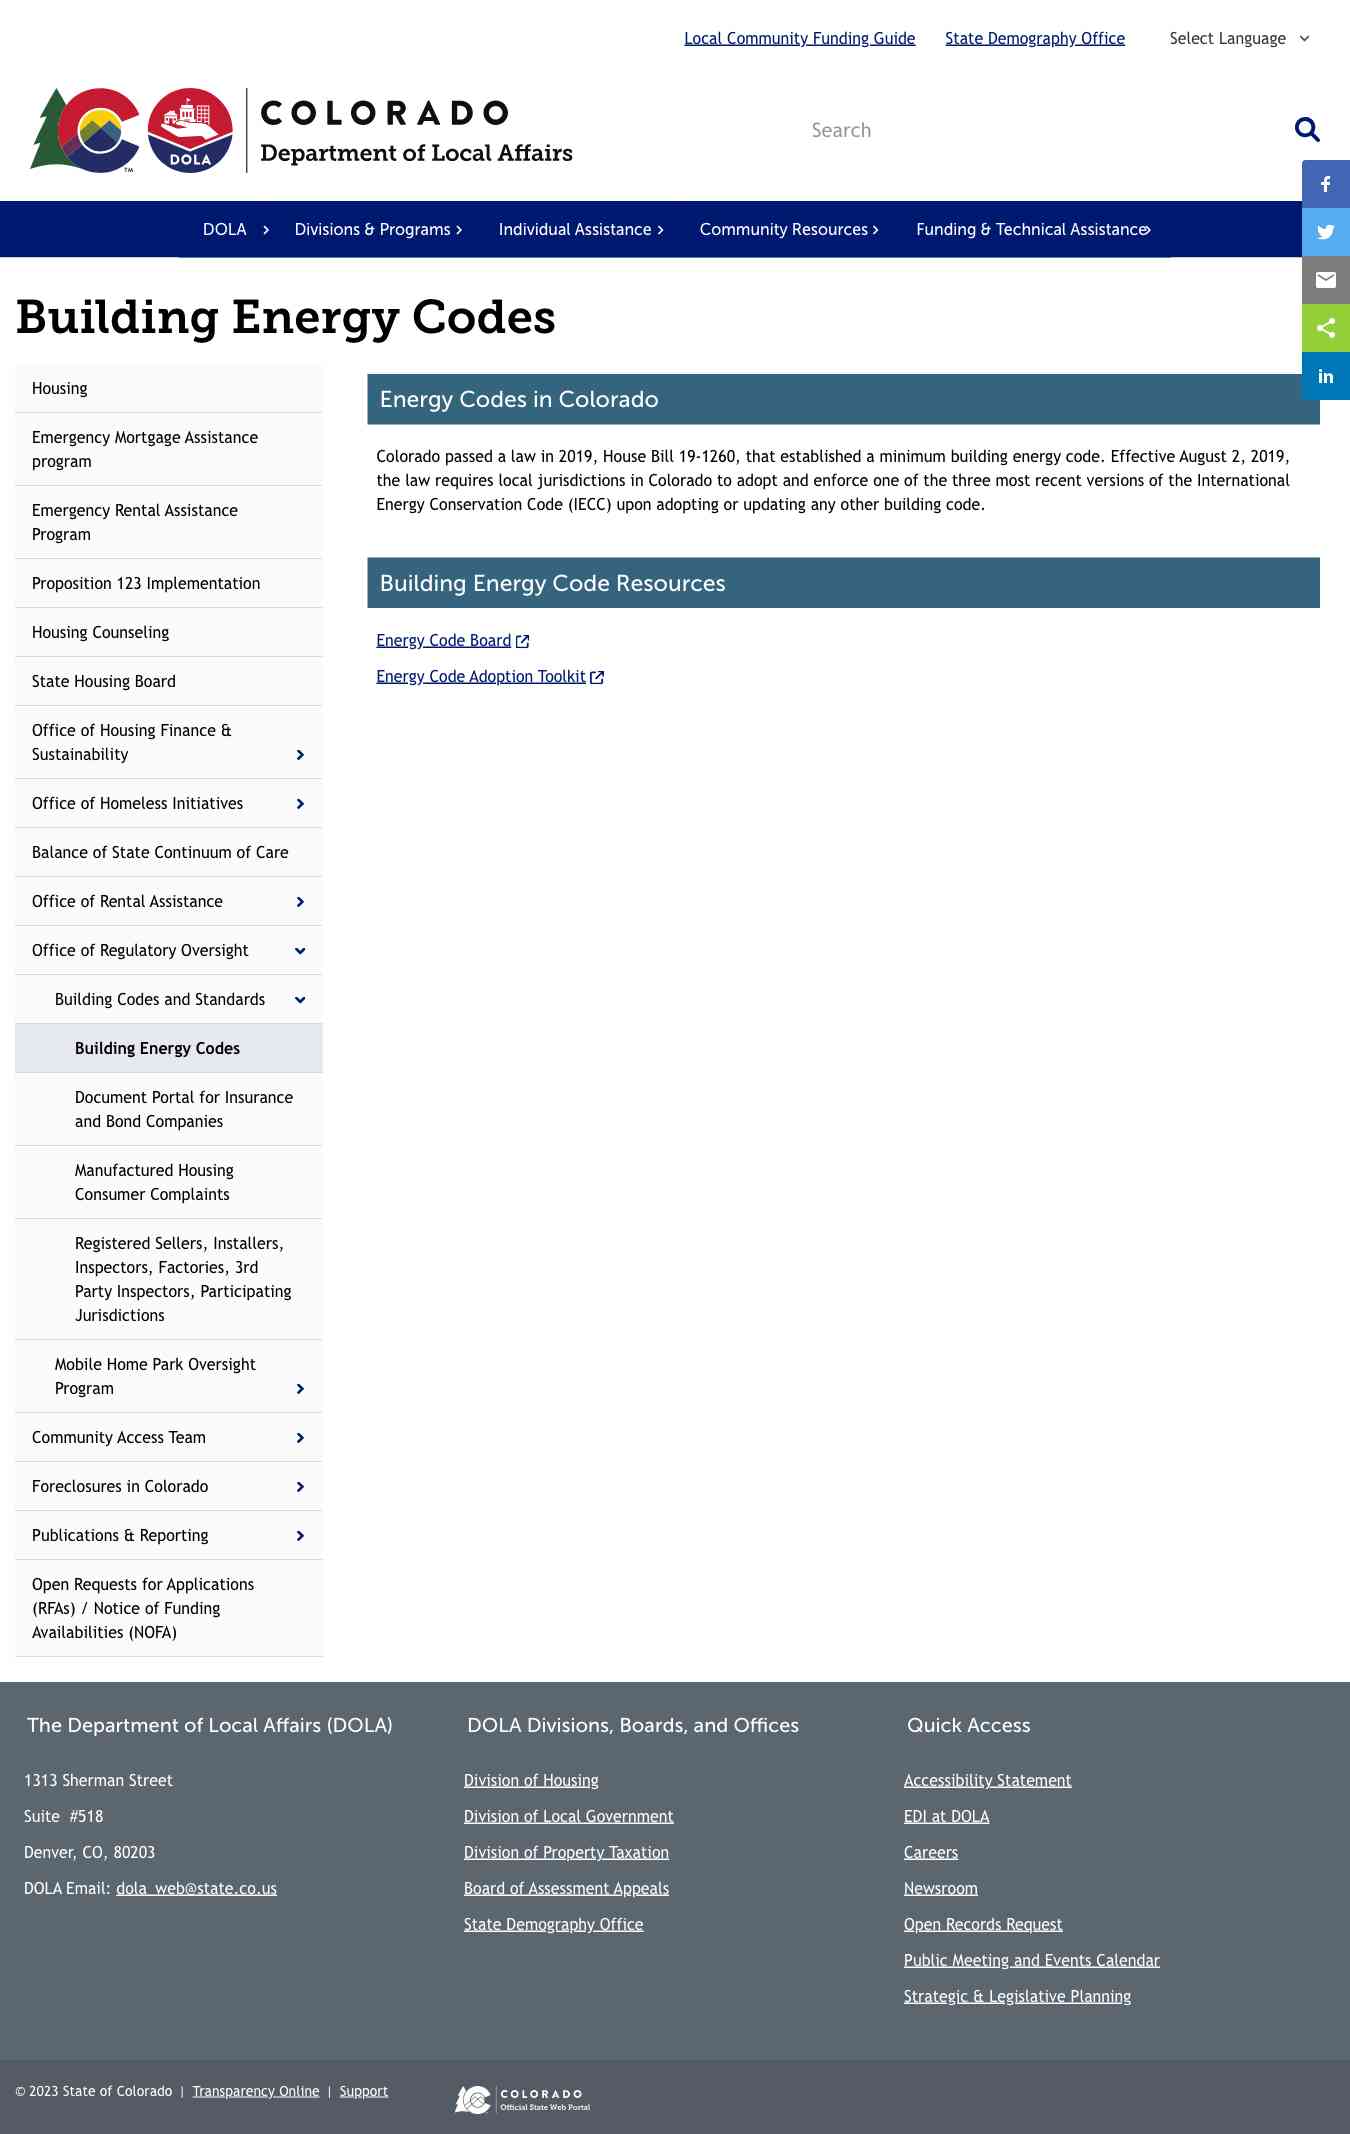 Local Community Funding Guide
State Demography Office
Select Language
COLORADO
Department of Local Affairs
DOLA
TM
Search
DOLA
Divisions & Programs
Individual Assistance
Community Resources
Funding & Technical Assistance
Building Energy Codes
Housing
Emergency Mortgage Assistance
program
Emergency Rental Assistance
Program
Proposition 123 Implementation
Housing Counseling
State Housing Board
Office of Housing Finance &
Sustainability
Office of Homeless Initiatives
Balance of State Continuum of Care
Office of Rental Assistance
Office of Regulatory Oversight
Building Codes and Standards
Building Energy Codes
Document Portal for Insurance
and Bond Companies
Manufactured Housing
Consumer Complaints
Registered Sellers, Installers,
Inspectors, Factories, 3rd
Party Inspectors, Participating
Jurisdictions
Mobile Home Park Oversight
Program
Community Access Team
Foreclosures in Colorado
Publications & Reporting
Open Requests for Applications
(RFAs) / Notice of Funding
Availabilities (NOFA)
Energy Codes in Colorado
Colorado passed a law in 2019, House Bill 19-1260, that established a minimum building energy code. Effective August 2, 2019,
the law requires local jurisdictions in Colorado to adopt and enforce one of the three most recent versions of the International
Energy Conservation Code (IECC) upon adopting or updating any other building code.
Building Energy Code Resources
Energy Code Board
Energy Code Adoption Toolkit
The Department of Local Affairs (DOLA)
1313 Sherman Street
Suite #518
Denver, CO, 80203
DOLA Email: dola_web@state.co.us
DOLA Divisions, Boards, and Offices
Division of Housing
Division of Local Government
Division of Property Taxation
Board of Assessment Appeals
State Demography Office
Quick Access
Accessibility Statement
EDI at DOLA
Careers
Newsroom
Open Records Request
Public Meeting and Events Calendar
Strategic & Legislative Planning
© 2023 State of Colorado | Transparency Online | Support
COLORADO
Official State Web Portal